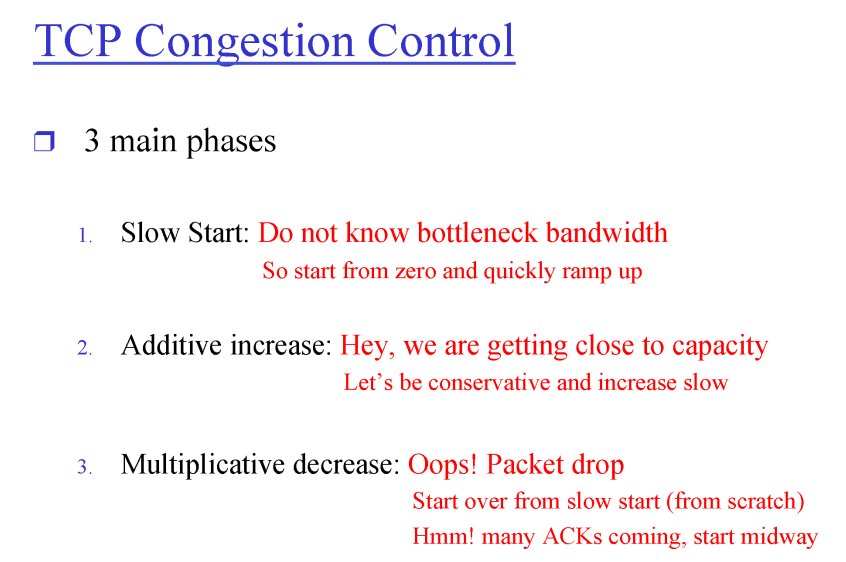 TCP Congestion Control
3 main phases
1. Slow Start: Do not know bottleneck bandwidth
So start from zero and quickly ramp up
2. Additive increase: Hey, we are getting close to capacity
Let’s be conservative and increase slow
3. Multiplicative decrease: Oops! Packet drop
Start over from slow start (from scratch)
Hmm! many ACKs coming, start midway